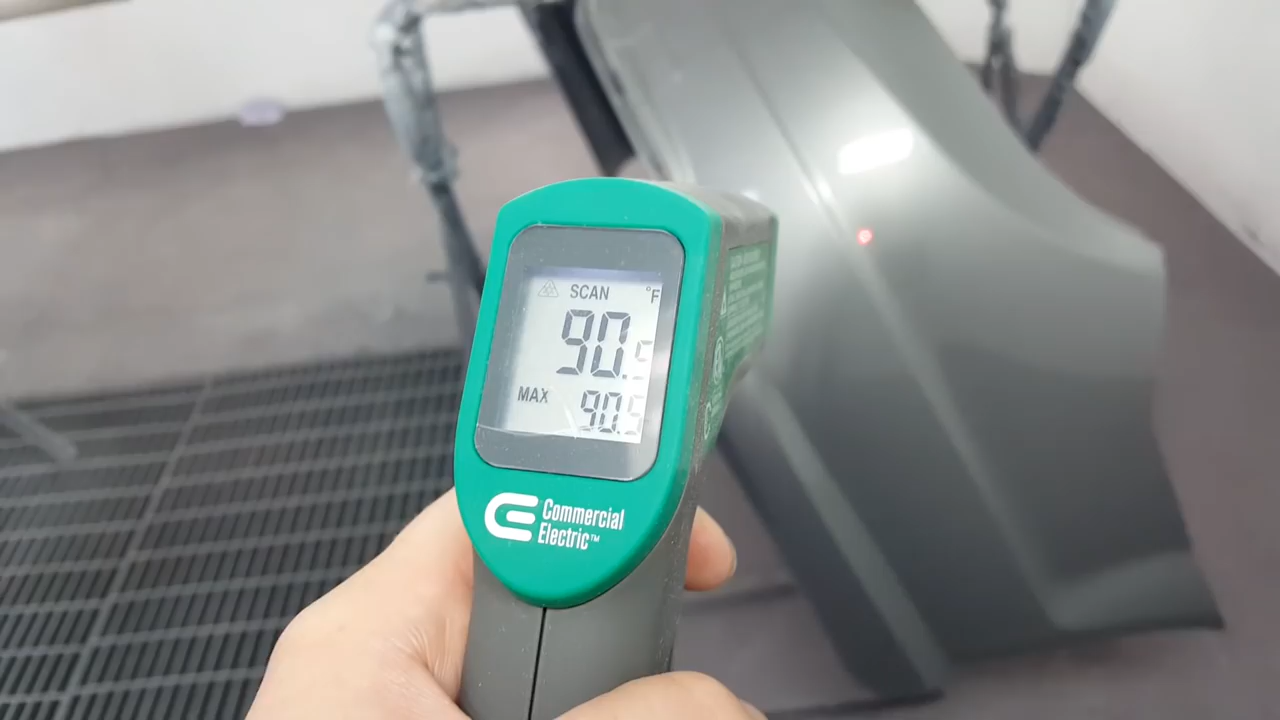 SCAN
°F
90.5
MAX
90.5
Commercial
Electric™